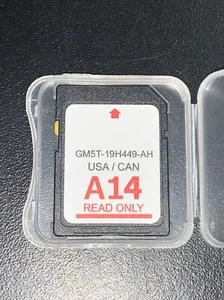 GM5T-19H449-AH
USA / CAN
A14
READ ONLY